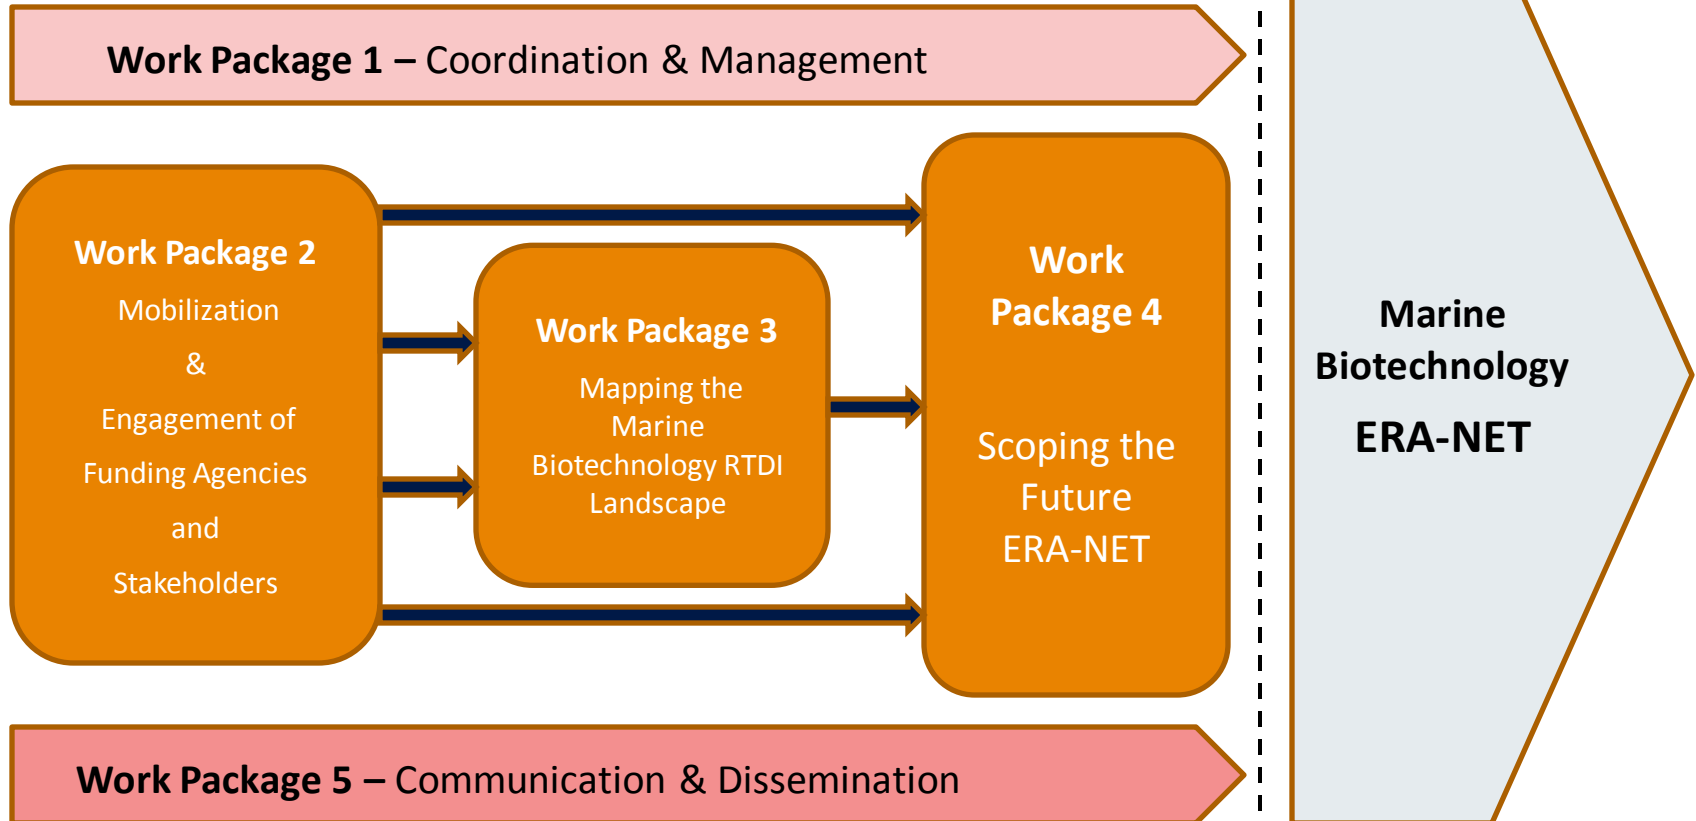 Work Package 1 – Coordination & Management
Work Package 2
Mobilization
&
Engagement of
Funding Agencies
and
Stakeholders
Work Package 3
Mapping the
Marine
Biotechnology RTDI
Landscape
Work
Package 4
Scoping the
Future
ERA-NET
Marine
Biotechnology
ERA-NET
Work Package 5 – Communication & Dissemination